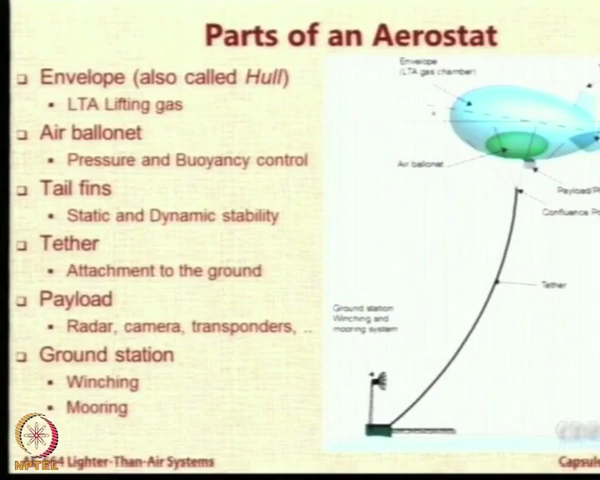 Parts of an Aerostat
Envelope (also called Hull)
LTA Lifting gas
Air ballonet
Pressure and Buoyancy control
Tail fins
Static and Dynamic stability
Tether
Attachment to the ground
Payload
Radar, camera, transponders, ..
Ground station
Winching
Mooring
Envelope
(LTA gas chamber)
Air ballonet
Payload/
Confluence
Tether
Ground station
Winching and
mooring system
NPTEL
Lighter-Than-Air Systems
Capsule